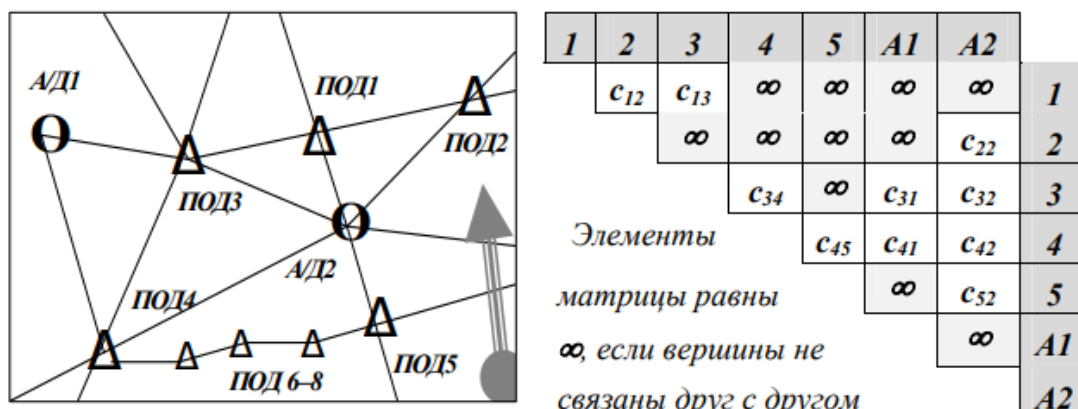 А/Д1
ПОД1
ПОД2
ПОД3
А/Д2
ПОД4
ПОД5
ПОД 6–8
1 2 3 4 5 A1 A2
c12 c13 ∞ ∞ ∞ ∞ 1
∞ ∞ ∞ ∞ c22 2
c34 ∞ c31 c32 3
Элементы c45 c41 c42 4
матрицы равны ∞ c52 5
∞, если вершины не ∞ A1
связаны друг с другом A2